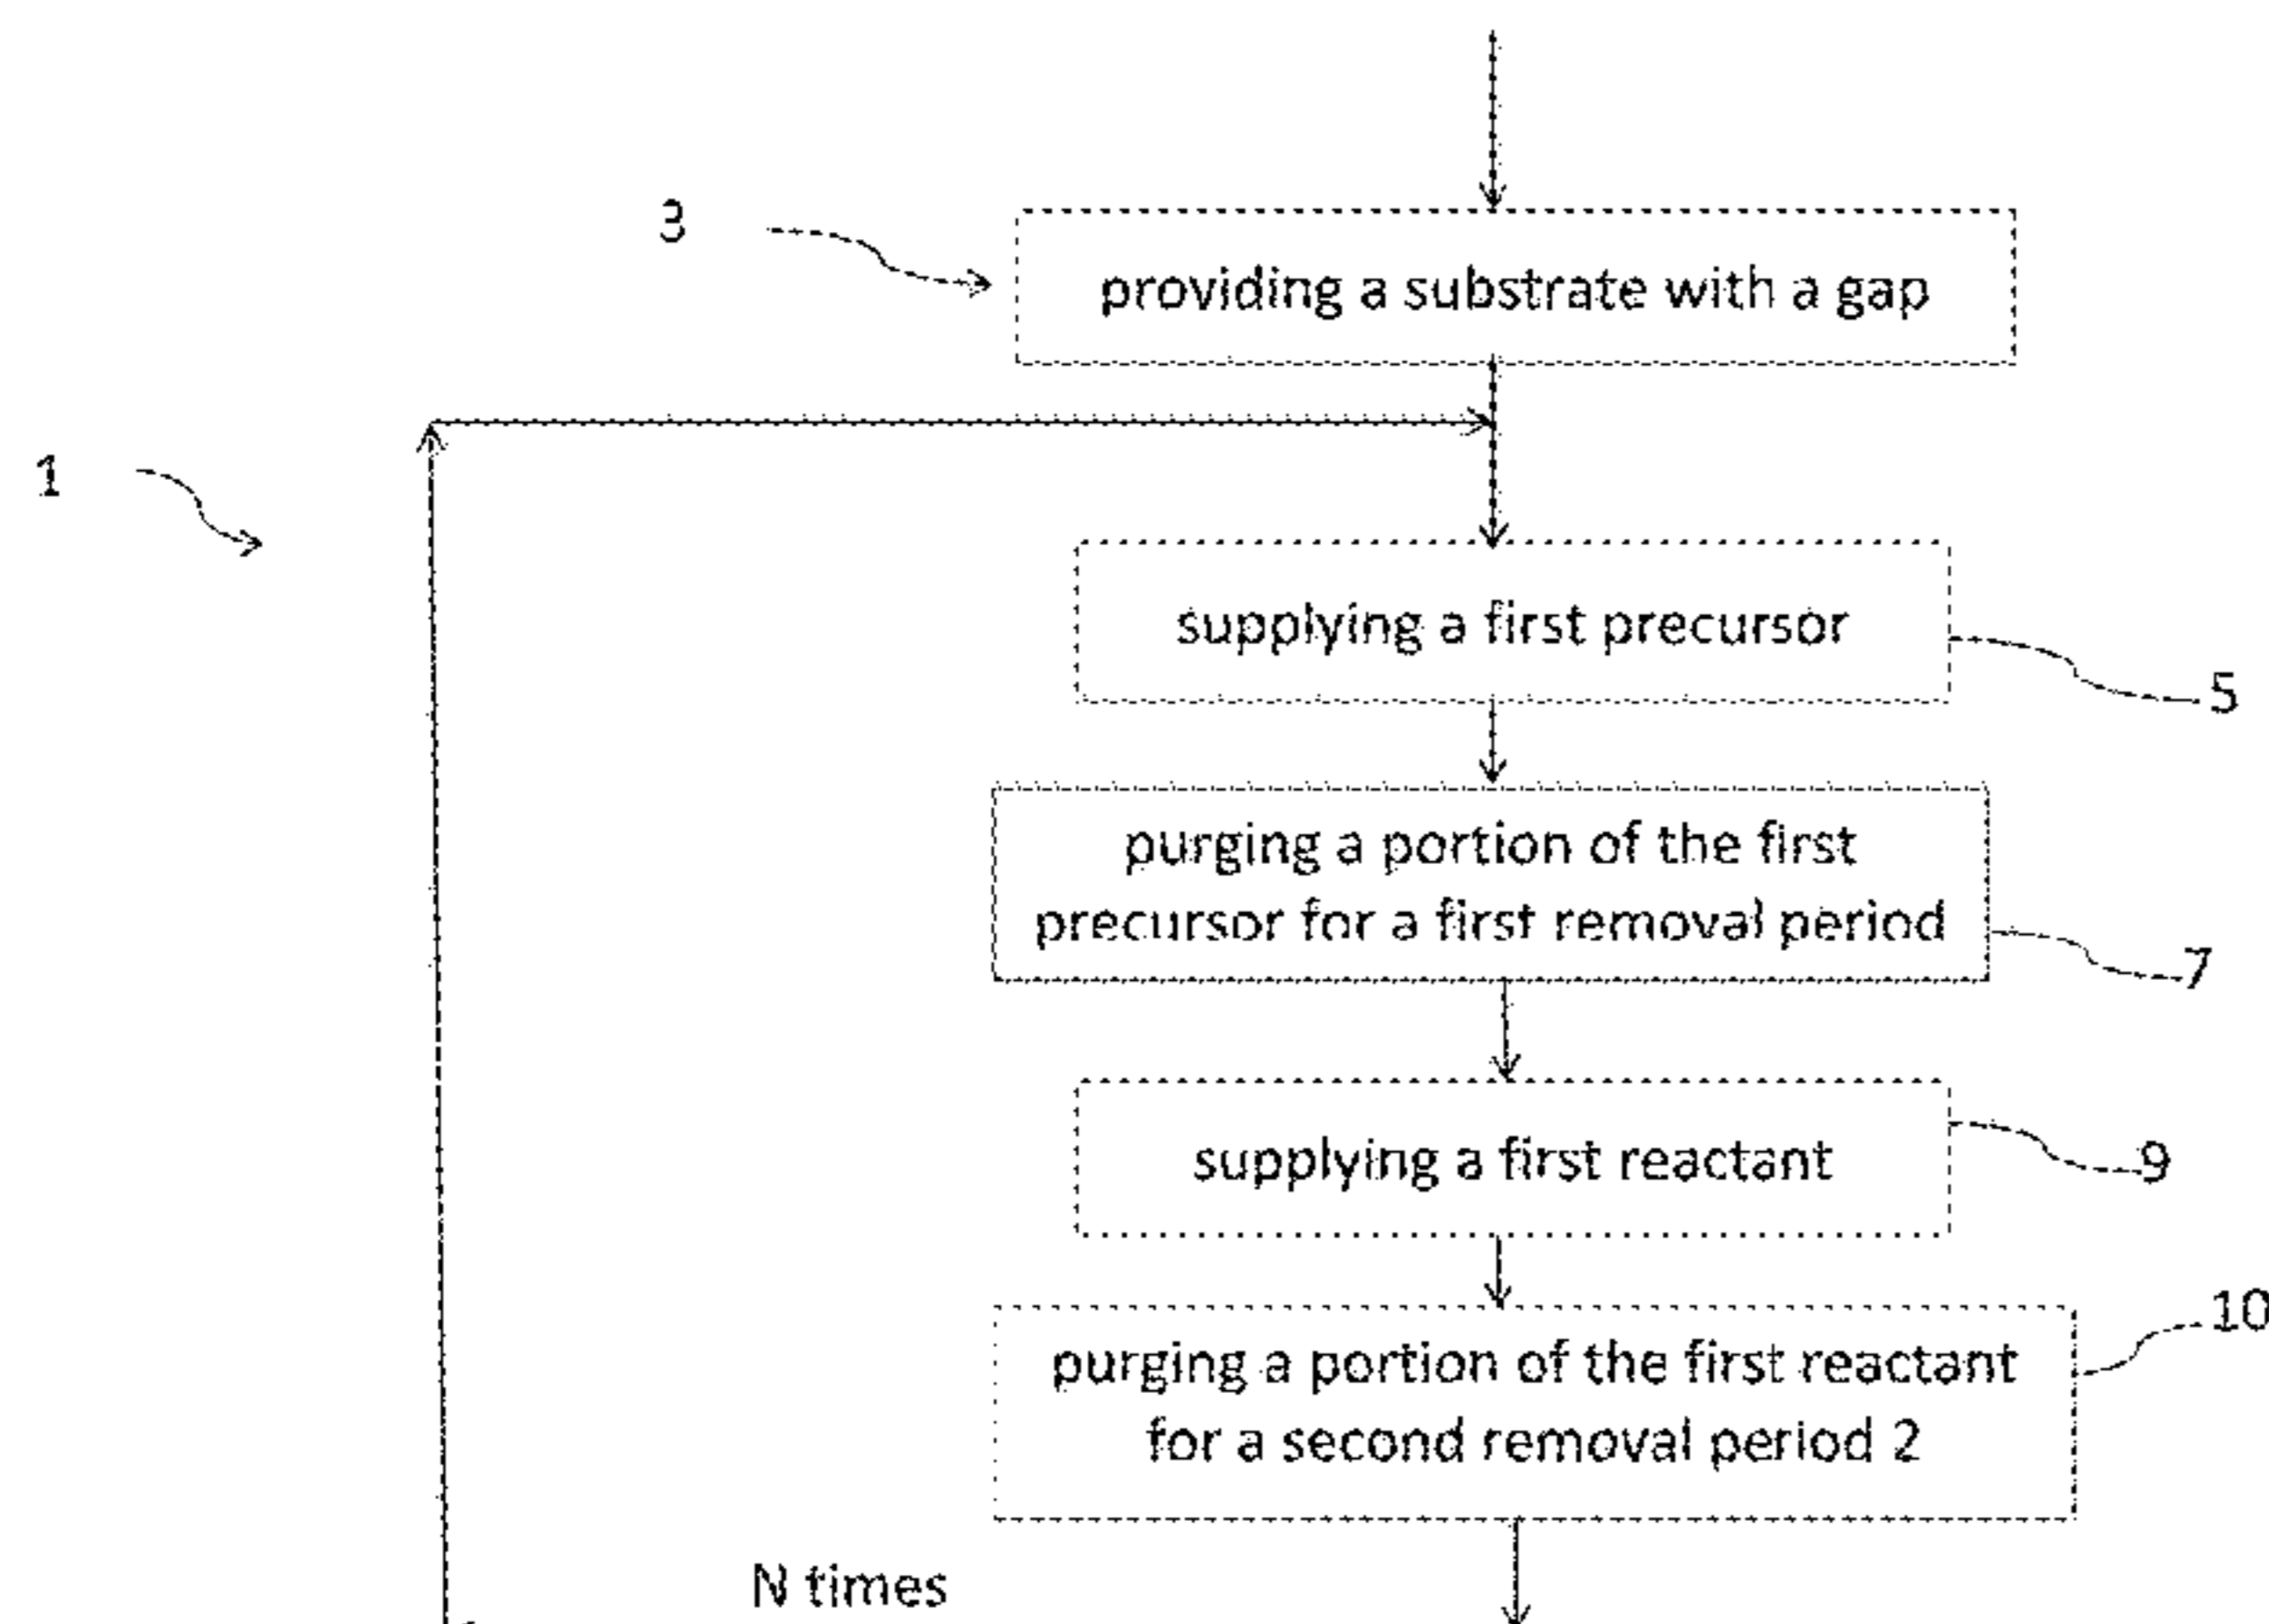 3
providing a substrate with a gap
1
supplying a first precursor
5
purging a portion of the first
precursor for a first removal period
7
supplying a first reactant
9
10
purging a portion of the first reactant
for a second removal period 2
N times